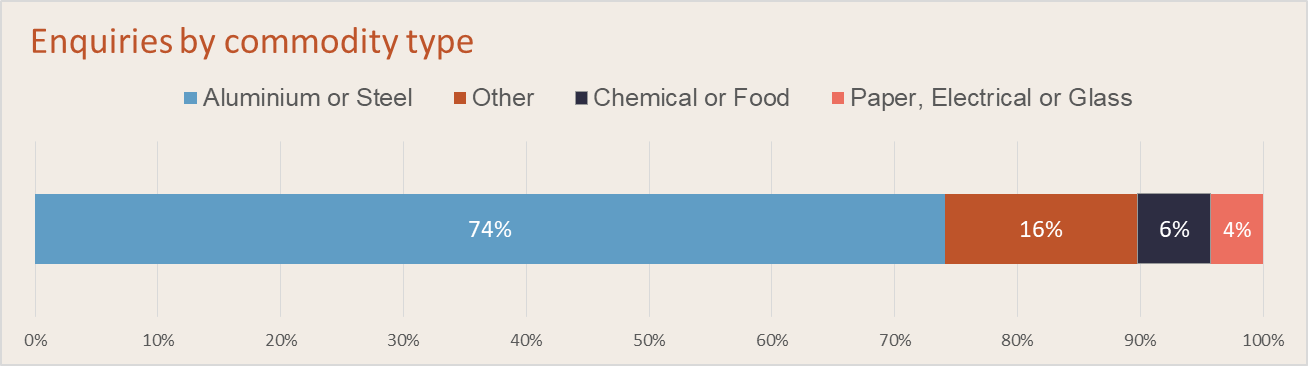 Enquiries by commodity type
Aluminium or Steel Other Chemical or Food Paper, Electrical or Glass
74% 16% 6% 4%
0% 10% 20% 30% 40% 50% 60% 70% 80% 90% 100%